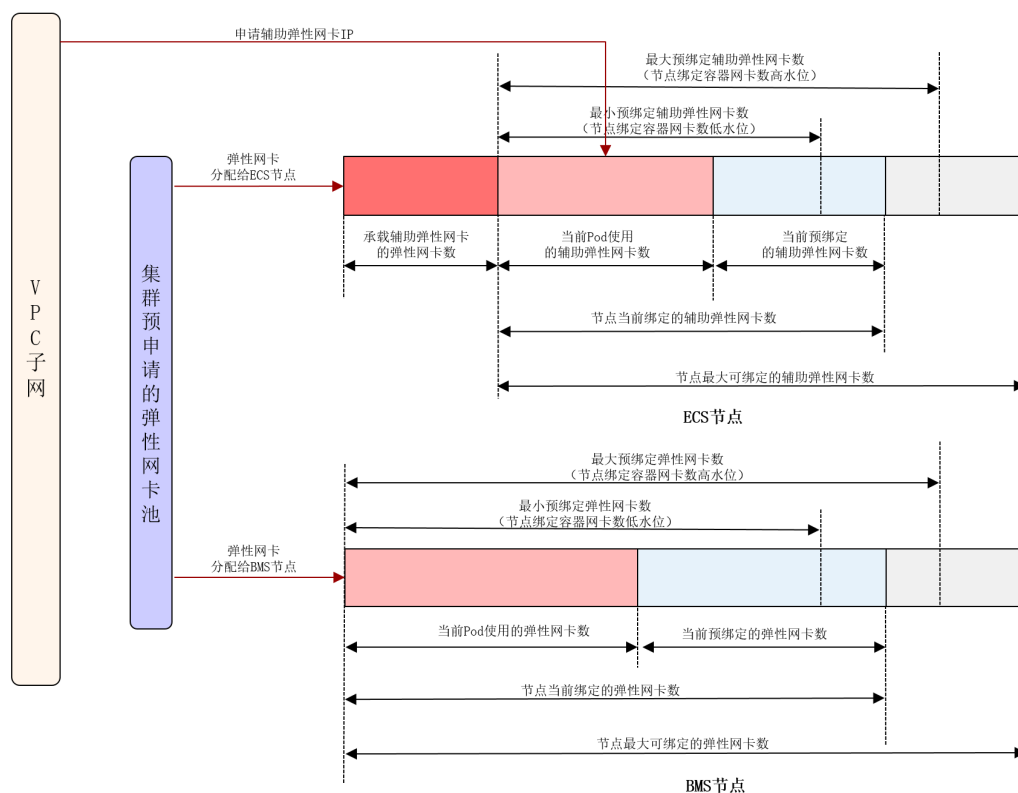 申请辅助弹性网卡IP
最大预绑定辅助弹性网卡数
（节点绑定容器网卡数高水位）
最小预绑定辅助弹性网卡数
（节点绑定容器网卡数低水位）
弹性网卡
分配给ECS节点
承载辅助弹性网卡
的弹性网卡数
当前Pod使用
的辅助弹性网卡数
当前预绑定
的辅助弹性网卡数
节点当前绑定的辅助弹性网卡数
节点最大可绑定的辅助弹性网卡数
ECS节点
VPC子网
集群预申请的弹性网卡池
最大预绑定弹性网卡数
（节点绑定容器网卡数高水位）
最小预绑定弹性网卡数
（节点绑定容器网卡数低水位）
弹性网卡
分配给BMS节点
当前Pod使用的弹性网卡数
当前预绑定的弹性网卡数
节点当前绑定的弹性网卡数
节点最大可绑定的弹性网卡数
BMS节点